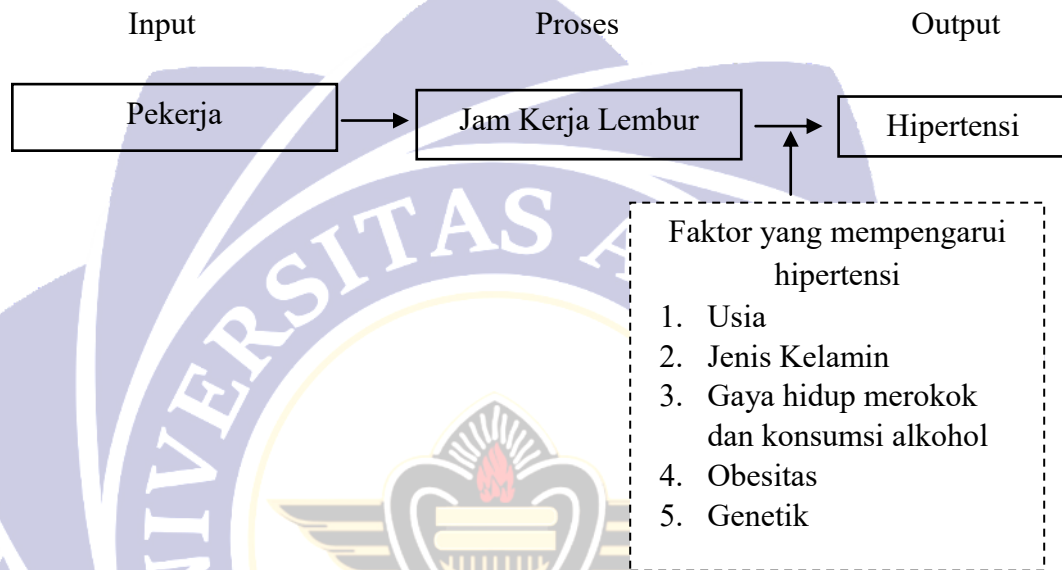 Input Proses Output
Pekerja Jam Kerja Lembur Hipertensi
Faktor yang mempengarui
hipertensi
1. Usia
2. Jenis Kelamin
3. Gaya hidup merokok
dan konsumsi alkohol
4. Obesitas
5. Genetik
UNIVERSITAS A